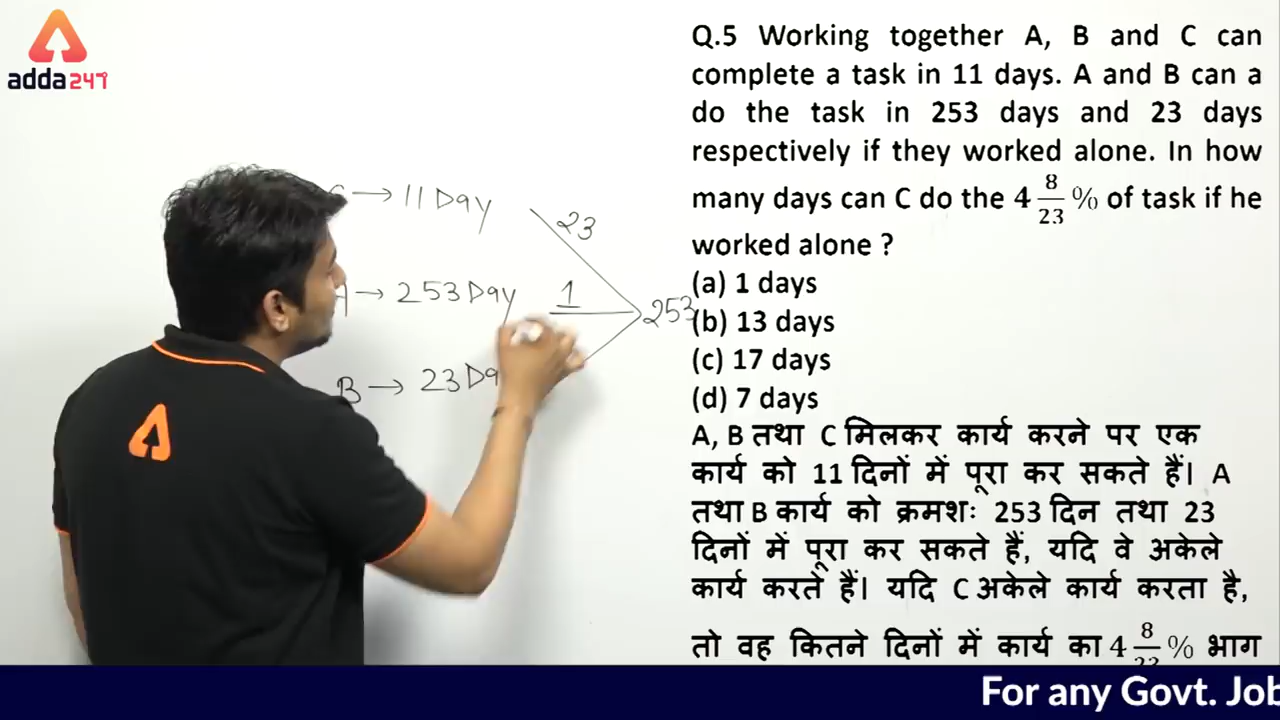 adda247
Q.5 Working together A, B and C can
complete a task in 11 days. A and B can a
do the task in 253 days and 23 days
respectively if they worked alone. In how
many days can C do the 4 8/23 % of task if he
worked alone ?
(a) 1 days
(b) 13 days
(c) 17 days
(d) 7 days
A, B तथा C मिलकर कार्य करने पर एक
कार्य को 11 दिनों में पूरा कर सकते हैं। A
तथा B कार्य को क्रमशः 253 दिन तथा 23
दिनों में पूरा कर सकते हैं, यदि वे अकेले
कार्य करते हैं। यदि C अकेले कार्य करता है,
तो वह कितने दिनों में कार्य का 4 8/23 % भाग
→ 11 Day
23
A → 253 Day
1
253
B → 23 Da
For any Govt. Job